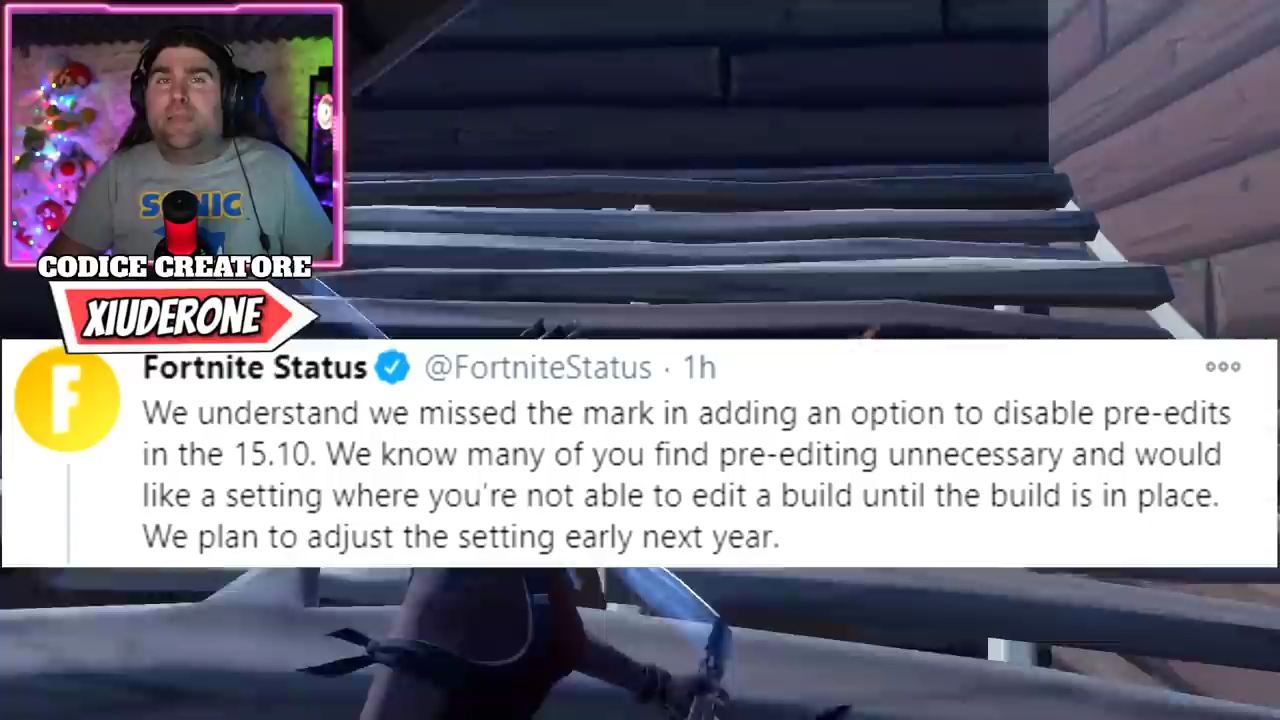 SONIC
CODICE CREATORE
XIUDERONE
Fortnite Status @FortniteStatus · 1h
We understand we missed the mark in adding an option to disable pre-edits
in the 15.10. We know many of you find pre-editing unnecessary and would
like a setting where you're not able to edit a build until the build is in place.
We plan to adjust the setting early next year.